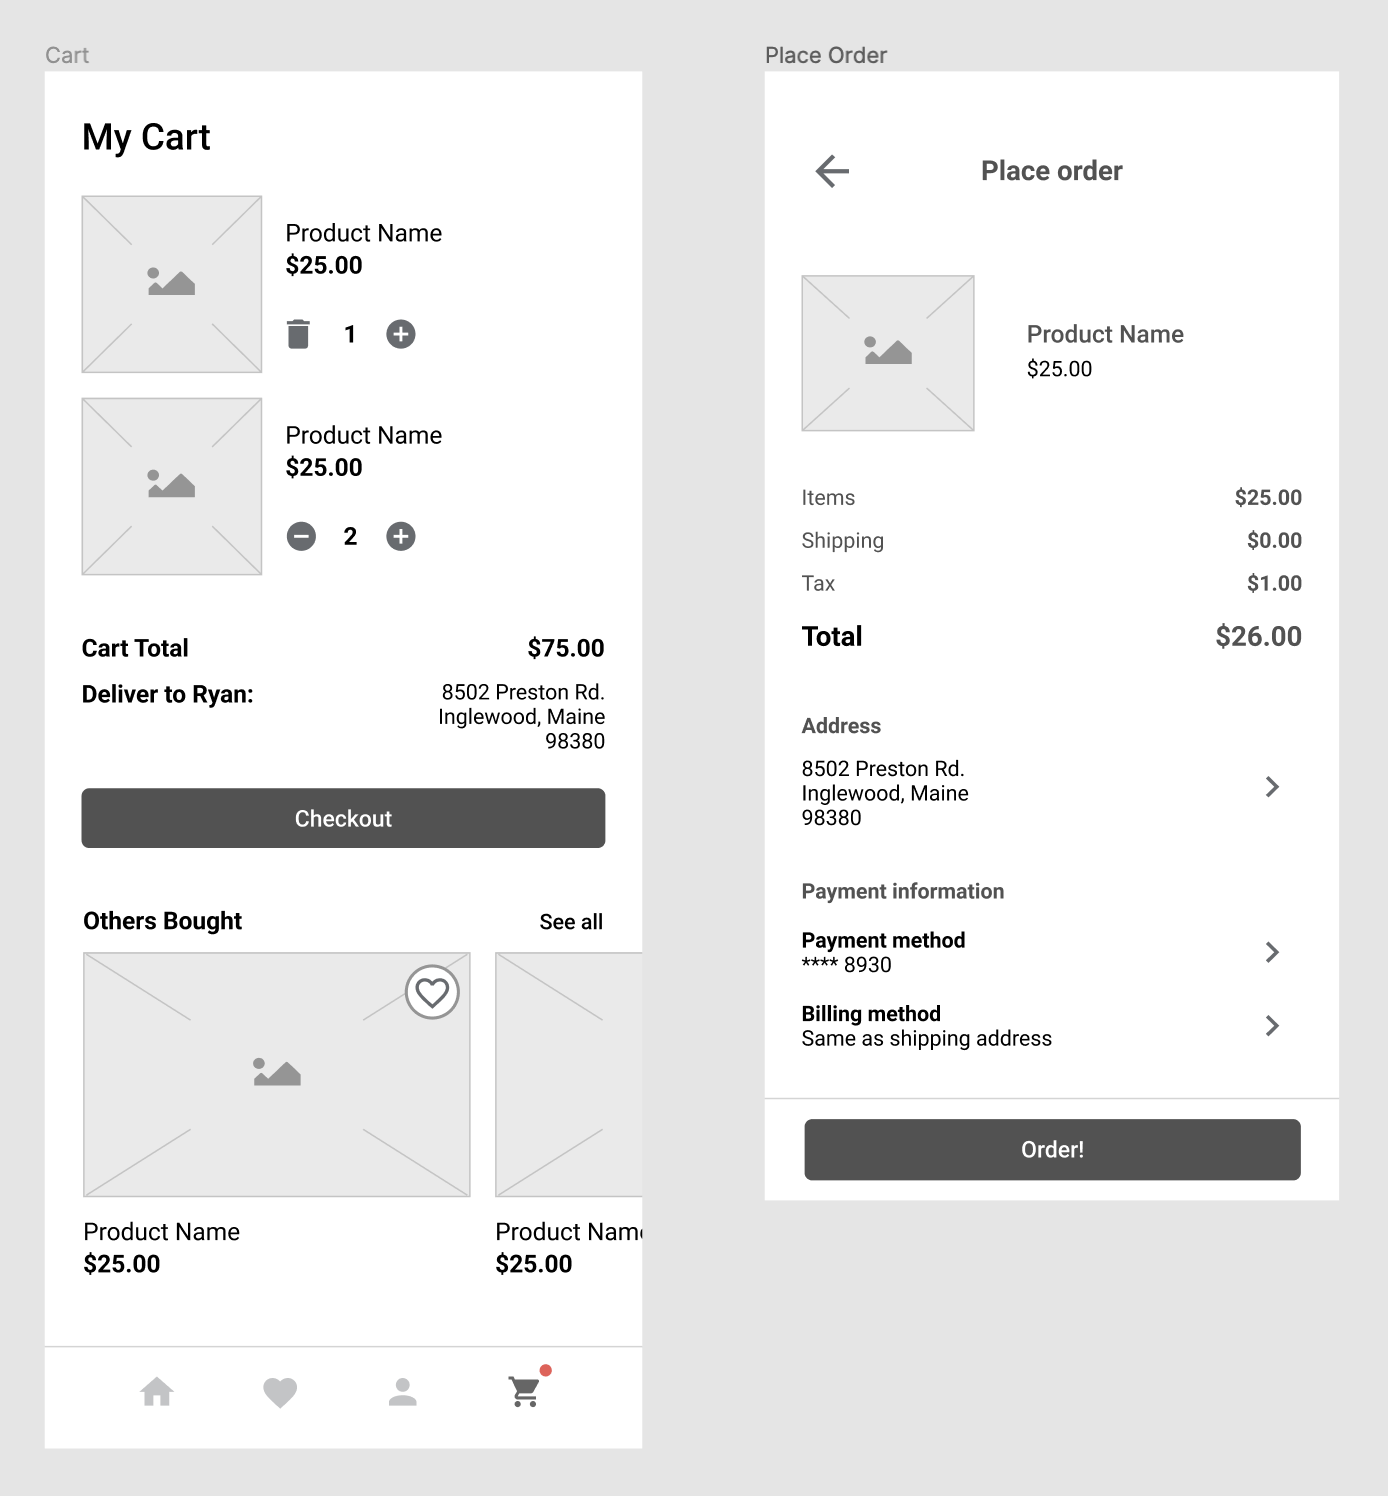 Cart
My Cart
Product Name
$25.00
1
Product Name
$25.00
2
Cart Total $75.00
Deliver to Ryan: 8502 Preston Rd.
Inglewood, Maine
98380
Checkout
Others Bought See all
Product Name
$25.00
Product Name
$25.00
Place Order
Place order
Product Name
$25.00
Items $25.00
Shipping $0.00
Tax $1.00
Total $26.00
Address
8502 Preston Rd.
Inglewood, Maine
98380
Payment information
Payment method
**** 8930
Billing method
Same as shipping address
Order!